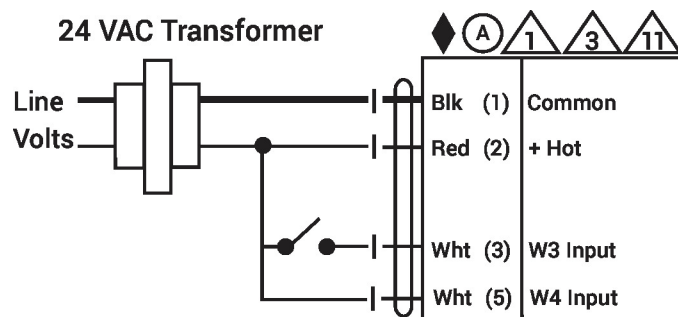 24 VAC Transformer
A 1 3 11
Line Volts
Blk (1) Common
Red (2) + Hot
Wht (3) W3 Input
Wht (5) W4 Input